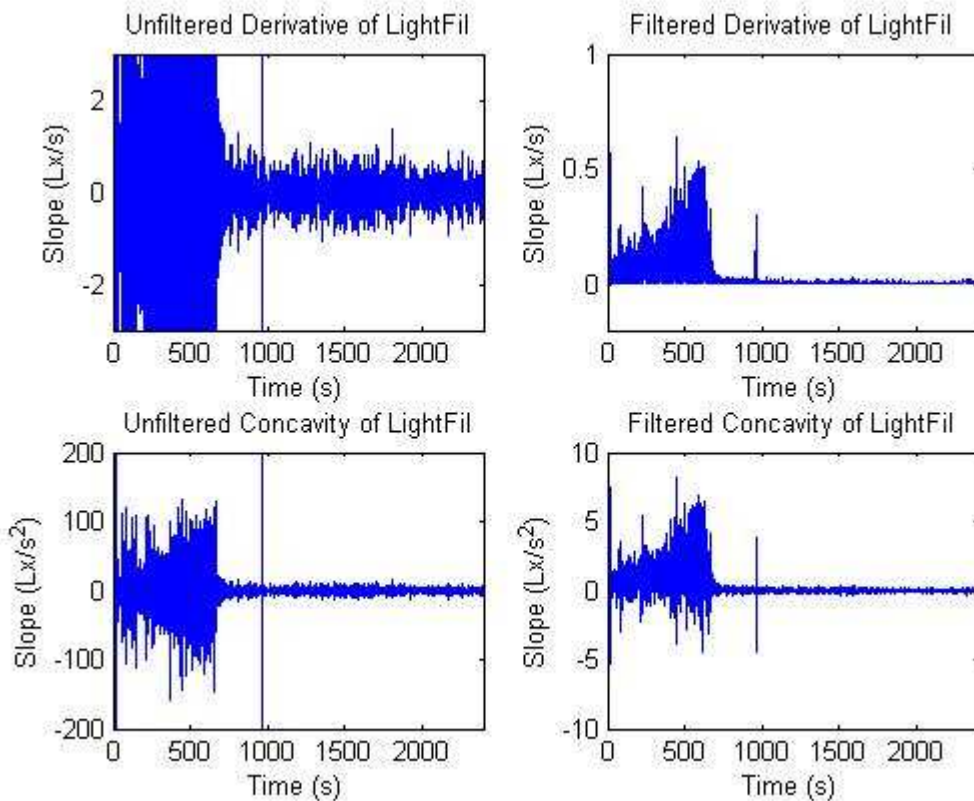 Unfiltered Derivative of LightFil
Slope (Lx/s)
2
0
-2
0 500 1000 1500 2000
Time (s)
Filtered Derivative of LightFil
Slope (Lx/s)
1
0.5
0
0 500 1000 1500 2000
Time (s)
Unfiltered Concavity of LightFil
Slope (Lx/s²)
200
100
0
-100
-200
0 500 1000 1500 2000
Time (s)
Filtered Concavity of LightFil
Slope (Lx/s²)
10
5
0
-5
-10
0 500 1000 1500 2000
Time (s)